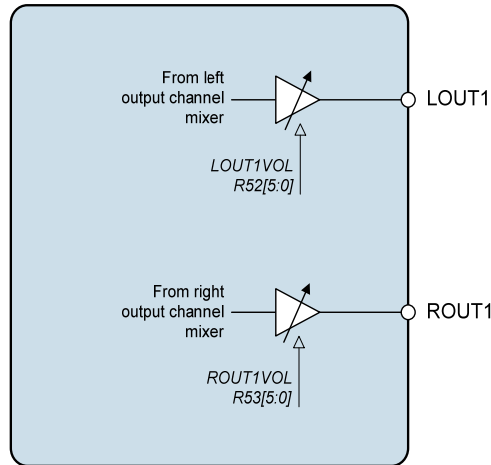 From left
output channel
mixer
LOUT1
LOUT1VOL
R52[5:0]
From right
output channel
mixer
ROUT1
ROUT1VOL
R53[5:0]